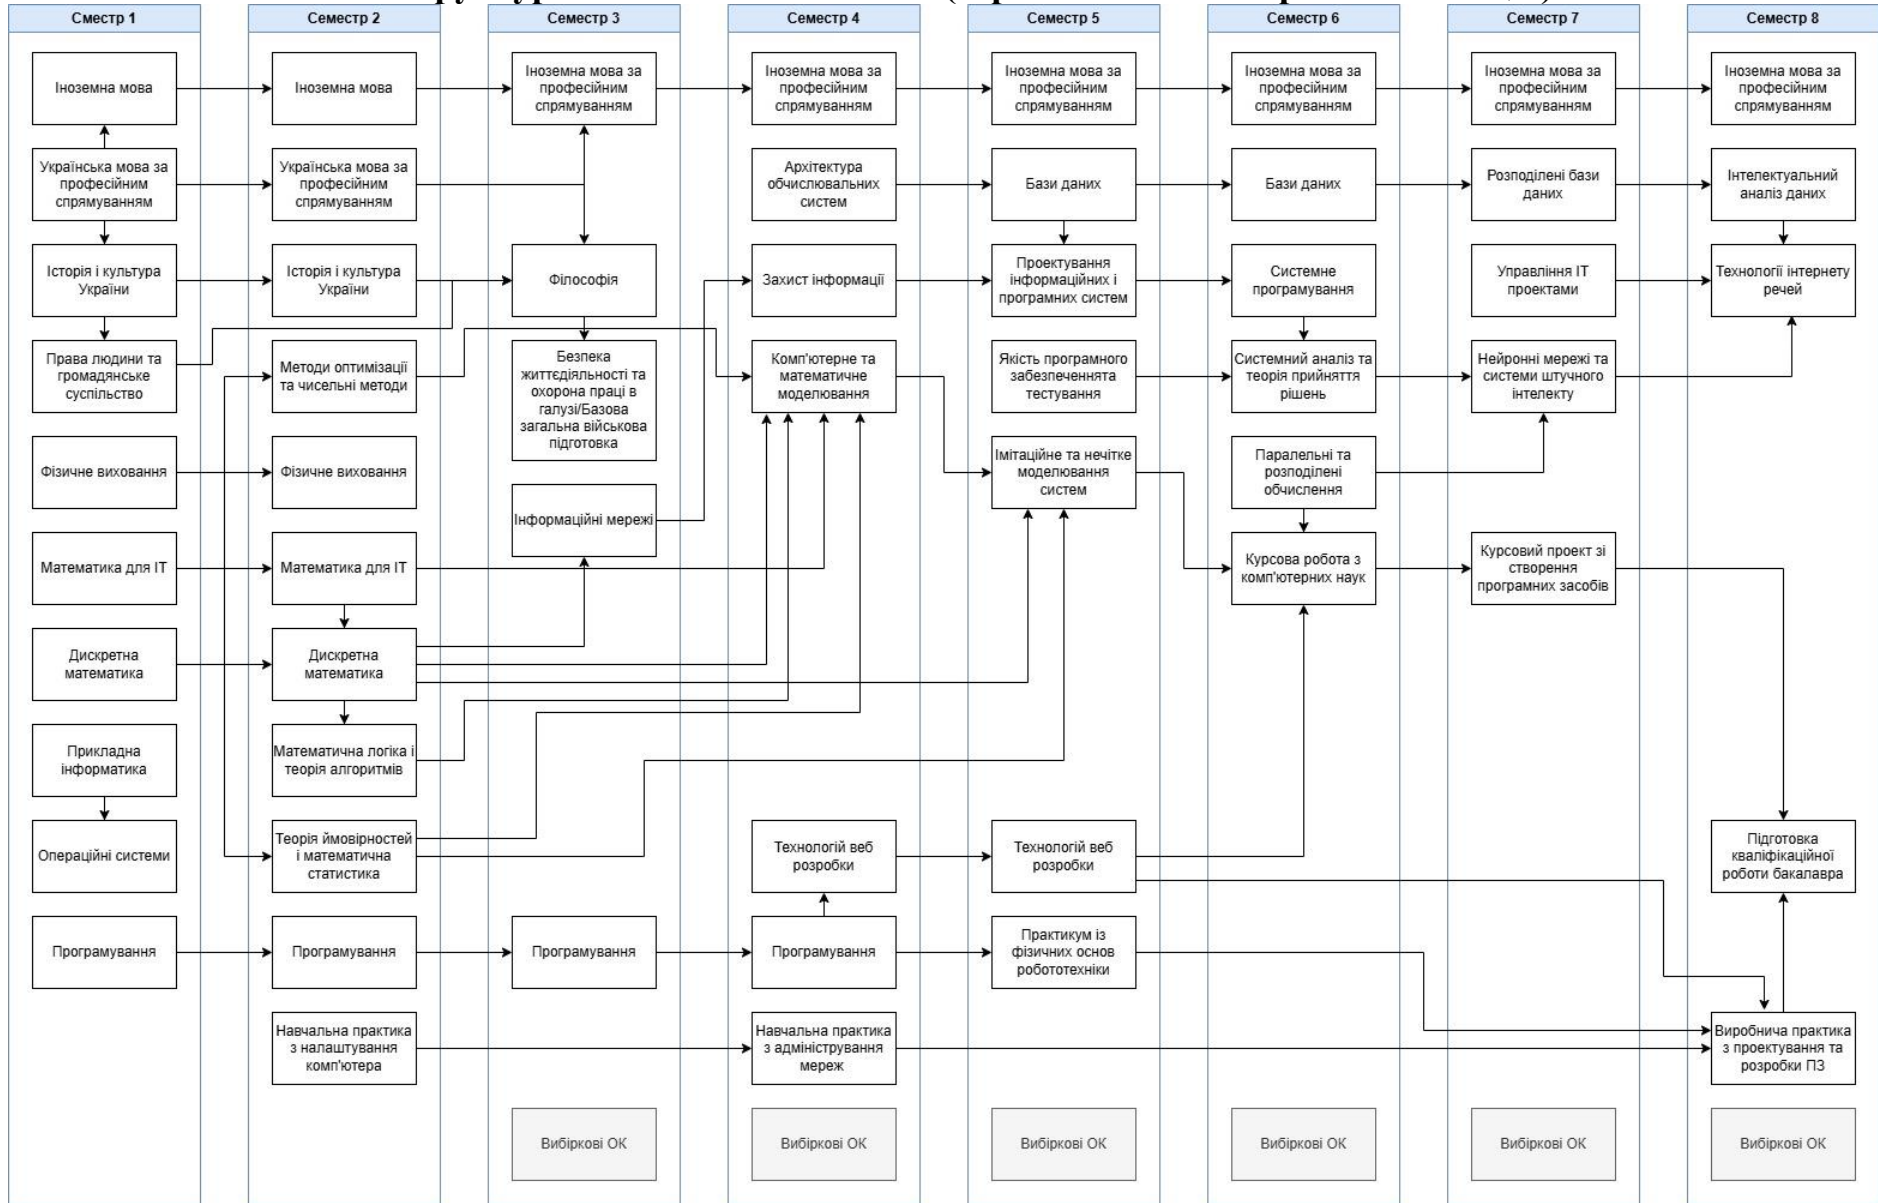 Семестр 1
Семестр 2
Семестр 3
Семестр 4
Семестр 5
Семестр 6
Семестр 7
Семестр 8
Іноземна мова
Іноземна мова
Іноземна мова за
професійним
спрямуванням
Іноземна мова за
професійним
спрямуванням
Іноземна мова за
професійним
спрямуванням
Іноземна мова за
професійним
спрямуванням
Іноземна мова за
професійним
спрямуванням
Іноземна мова за
професійним
спрямуванням
Українська мова за
професійним
спрямуванням
Українська мова за
професійним
спрямуванням
Архітектура
обчислювальних
систем
Бази даних
Бази даних
Розподілені бази
даних
Інтелектуальний
аналіз даних
Історія і культура
України
Історія і культура
України
Філософія
Захист інформації
Проектування
інформаційних і
програмних систем
Системне
програмування
Управління ІТ
проектами
Технології інтернету
речей
Права людини та
громадянське
суспільство
Методи оптимізації
та чисельні методи
Безпека
життєдіяльності та
охорона праці в
галузі/Базова
загальна військова
підготовка
Комп'ютерне та
математичне
моделювання
Якість програмного
забезпеченнята
тестування
Системний аналіз та
теорія прийняття
рішень
Нейронні мережі та
системи штучного
інтелекту
Фізичне виховання
Фізичне виховання
Інформаційні мережі
Імітаційне та нечітке
моделювання
систем
Паралельні та
розподілені
обчислення
Математика для ІТ
Математика для ІТ
Курсова робота з
комп'ютерних наук
Курсовий проект зі
створення
програмних засобів
Дискретна
математика
Дискретна
математика
Прикладна
інформатика
Математична логіка і
теорія алгоритмів
Операційні системи
Теорія ймовірностей
і математична
статистика
Технологій веб
розробки
Технологій веб
розробки
Підготовка
кваліфікаційної
роботи бакалавра
Програмування
Програмування
Програмування
Програмування
Практикум із
фізичних основ
робототехніки
Навчальна практика
з налаштування
комп'ютера
Навчальна практика
з адміністрування
мереж
Виробнича практика
з проектування та
розробки ПЗ
Вибіркові ОК
Вибіркові ОК
Вибіркові ОК
Вибіркові ОК
Вибіркові ОК
Вибіркові ОК